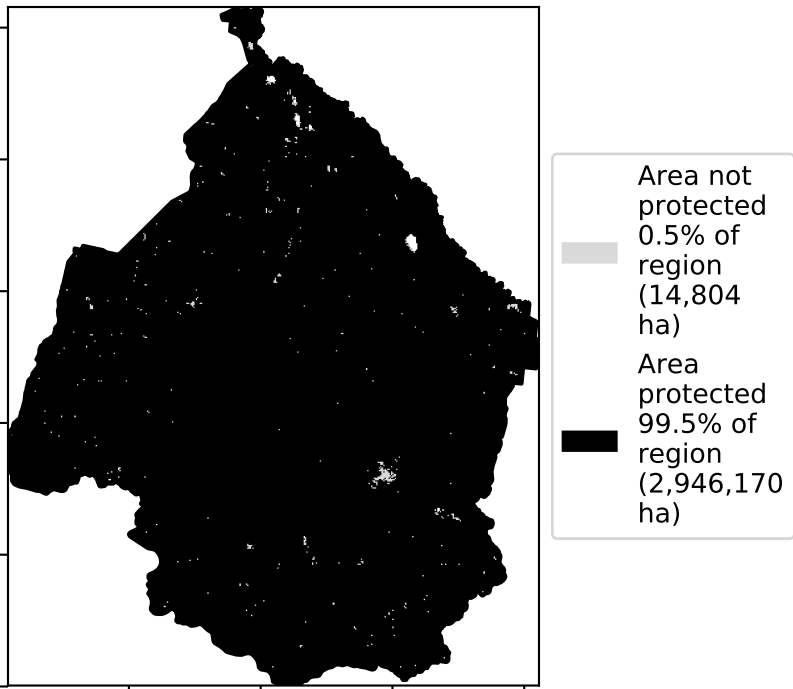 Area not
protected
0.5% of
region
(14,804
ha)
Area
protected
99.5% of
region
(2,946,170
ha)